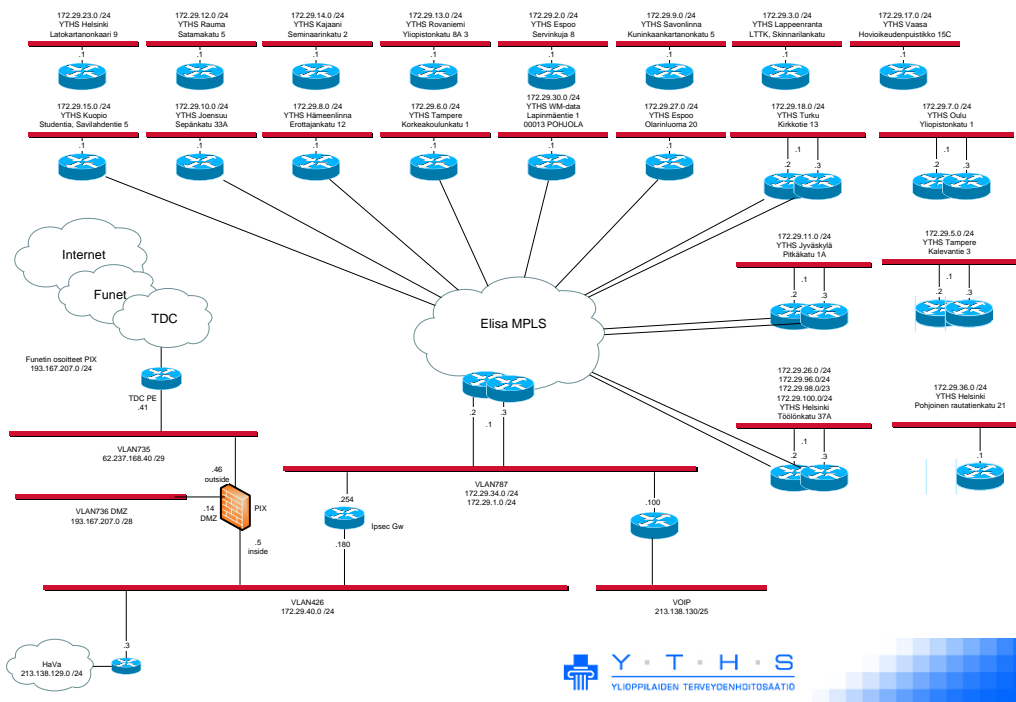 172.29.23.0 /24
YTHS Helsinki
Latokartanonkaari 9
.1
172.29.12.0 /24
YTHS Rauma
Satamakatu 5
.1
172.29.14.0 /24
YTHS Kajaani
Seminaarinkatu 2
.1
172.29.13.0 /24
YTHS Rovaniemi
Yliopistonkatu 8A 3
.1
172.29.2.0 /24
YTHS Espoo
Servinkuja 8
.1
172.29.9.0 /24
YTHS Savonlinna
Kuninkaankartanonkatu 5
.1
172.29.3.0 /24
YTHS Lappeenranta
LTTK, Skinnarilankatu
.1
172.29.17.0 /24
YTHS Vaasa
Hovioikeudenpuistikko 15C
.1
172.29.15.0 /24
YTHS Kuopio
Studentia, Savilahdentie 5
.1
172.29.10.0 /24
YTHS Joensuu
Sepänkatu 33A
.1
172.29.8.0 /24
YTHS Hämeenlinna
Erottajankatu 12
.1
172.29.6.0 /24
YTHS Tampere
Korkeakoulunkatu 1
.1
172.29.30.0 /24
YTHS WM-data
Lapinmäentie 1
00013 POHJOLA
.1
172.29.27.0 /24
YTHS Espoo
Olarinluoma 20
.1
172.29.18.0 /24
YTHS Turku
Kirkkotie 13
.1
.2
.3
172.29.7.0 /24
YTHS Oulu
Yliopistonkatu 1
.1
.2
.3
172.29.11.0 /24
YTHS Jyväskylä
Pitkäkatu 1A
.1
.2
.3
172.29.5.0 /24
YTHS Tampere
Kalevantie 3
.1
.2
.3
Internet
Funet
TDC
Elisa MPLS
Funetin osoitteet PIX
193.167.207.0 /24
TDC PE
.41
.2
.3
.1
172.29.26.0 /24
172.29.96.0/24
172.29.98.0/23
172.29.100.0/24
YTHS Helsinki
Töölönkatu 37A
.1
.2
.3
172.29.36.0 /24
YTHS Helsinki
Pohjoinen rautatienkatu 21
.1
VLAN735
62.237.168.40 /29
.46
outside
VLAN787
172.29.34.0 /24
172.29.1.0 /24
VLAN736 DMZ
193.167.207.0 /28
.14
DMZ
PIX
.5
inside
.254
Ipsec Gw
.180
.100
VLAN426
172.29.40.0 /24
VOIP
213.138.130/25
.3
HaVa
213.138.129.0 /24
Y T H S
YLIOPPILAIDEN TERVEYDENHOITOSÄÄTIÖ